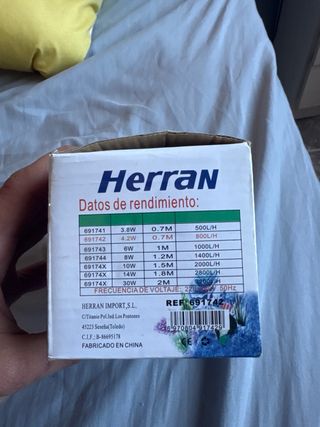 Herran
Datos de rendimiento:
691741 3.8W 0.7M 500L/H
691742 4.2W 0.7M 800L/H
691743 6W 1M 1000L/H
691744 8W 1.2M 1400L/H
69174X 10W 1.5M 2000L/H
69174X 14W 1.8M 2800L/H
69174X 30W 2M
FRECUENCIA DE VOLTAJE: 50Hz
HERRAN IMPORT,S.L.
REF:691742
C/Titanio Pol.Ind.Los Pontones
45223 Seseña(Toledo)
C.I.F.: B-86695178
FABRICADO EN CHINA
CE